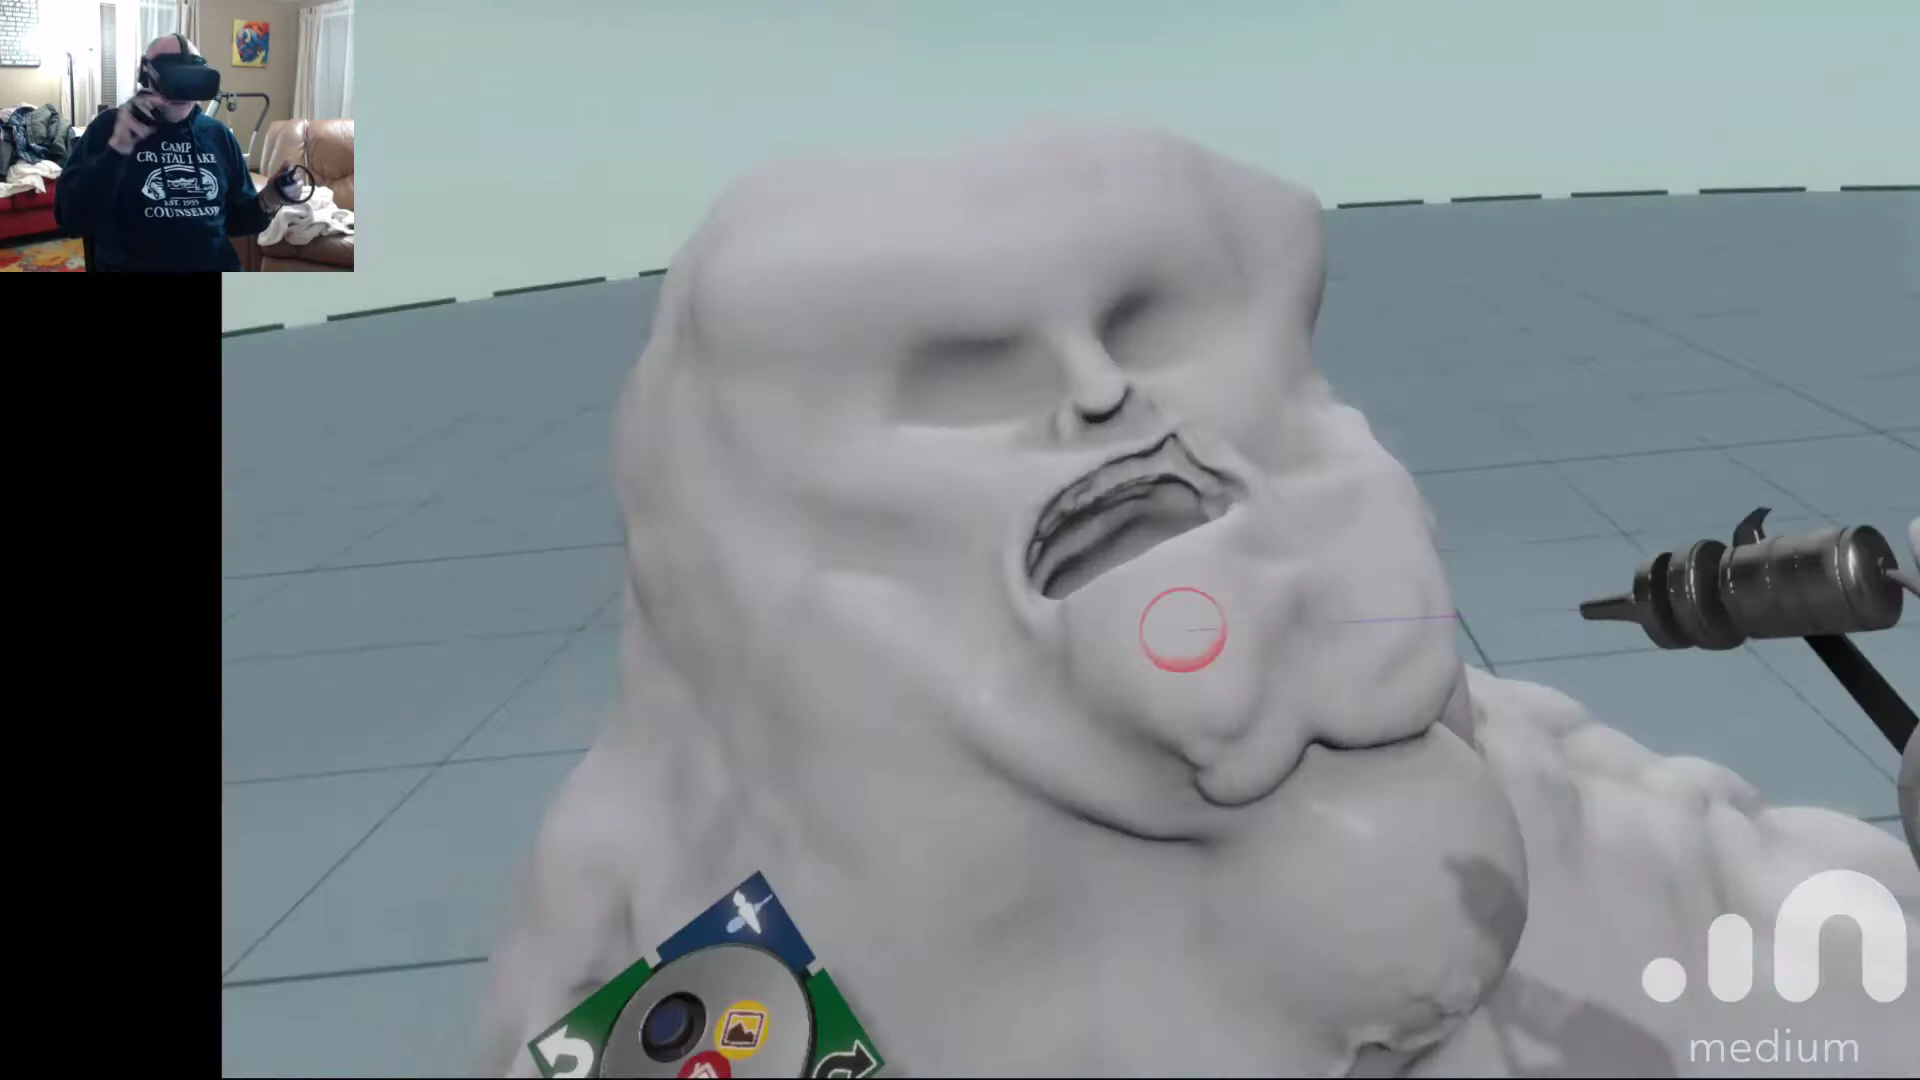 CAMP
CRYSTAL LAKE
EST. 1935
COUNSELOR
medium